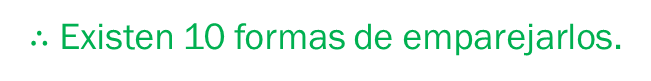 ∴ Existen 10 formas de emparejarlos.